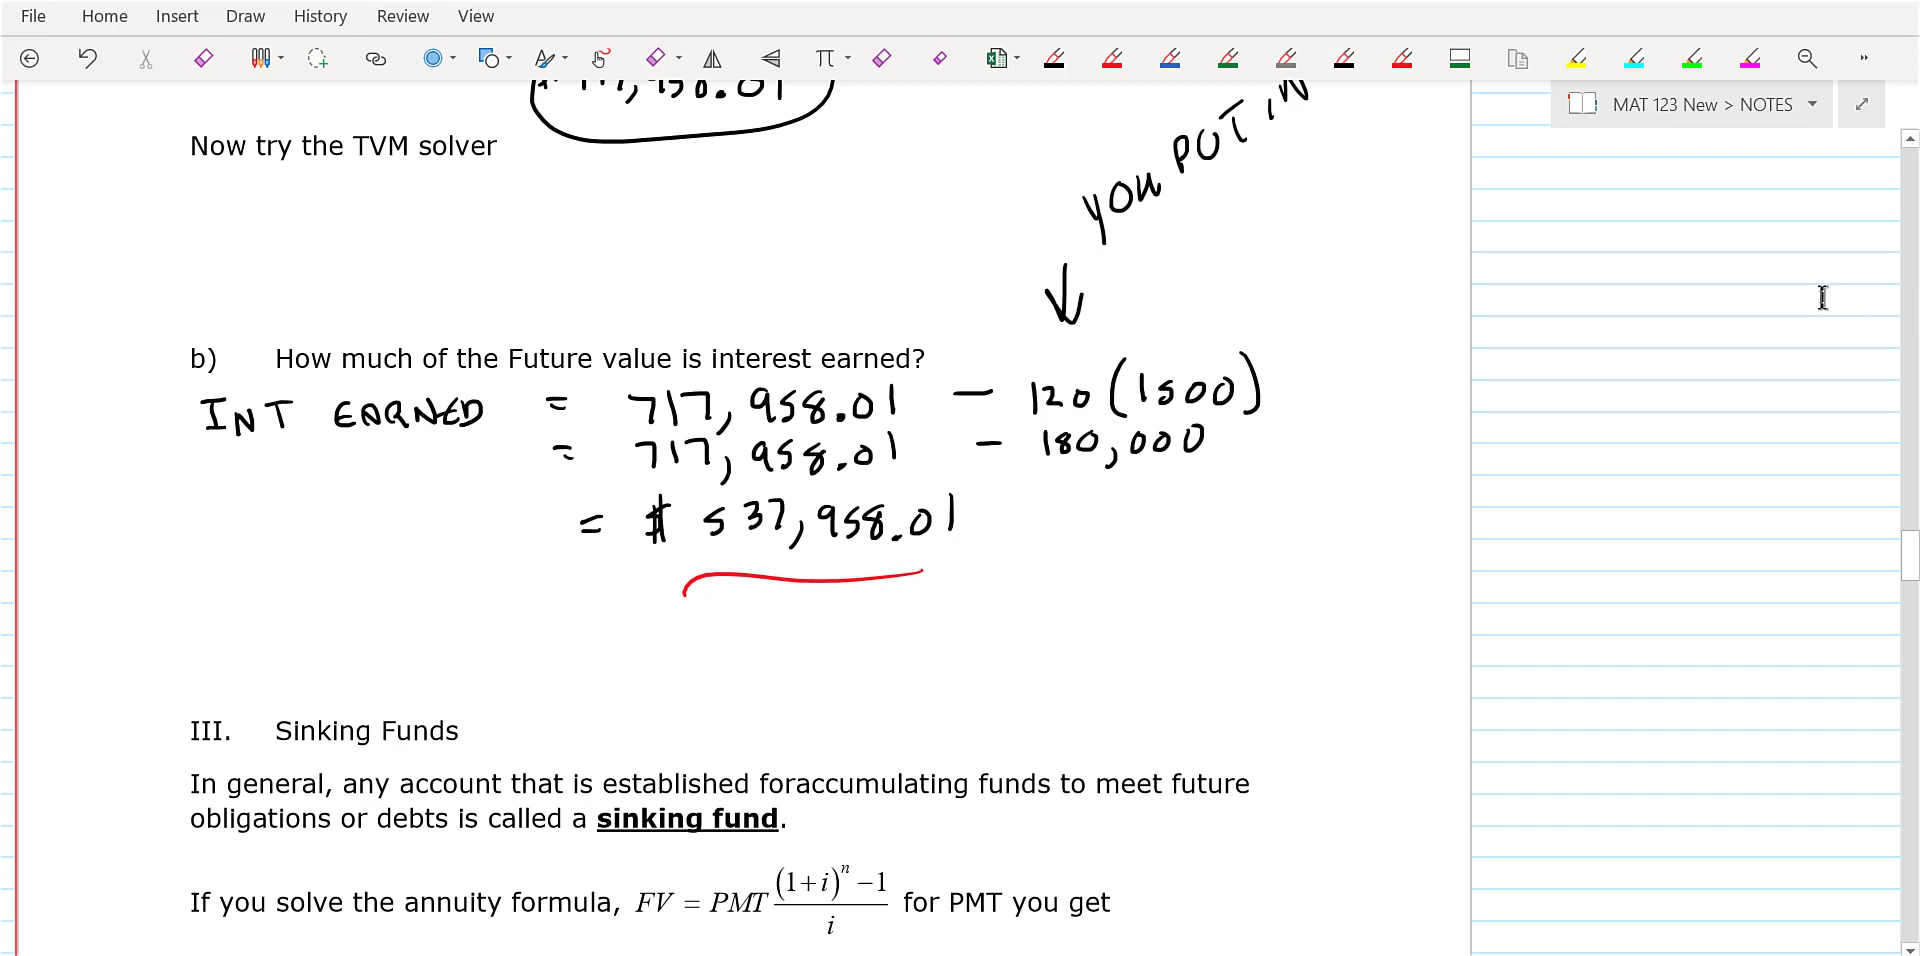 File Home Insert Draw History Review View
MAT 123 New > NOTES
717,958.01
YOU PUT IN
Now try the TVM solver
b) How much of the Future value is interest earned?
INT EARNED = 717,958.01 - 120(1500)
= 717,958.01 - 180,000
= $ 537,958.01
III. Sinking Funds
In general, any account that is established foraccumulating funds to meet future
obligations or debts is called a sinking fund.
If you solve the annuity formula, FV = PMT ((1+i)^n −1)/i for PMT you get